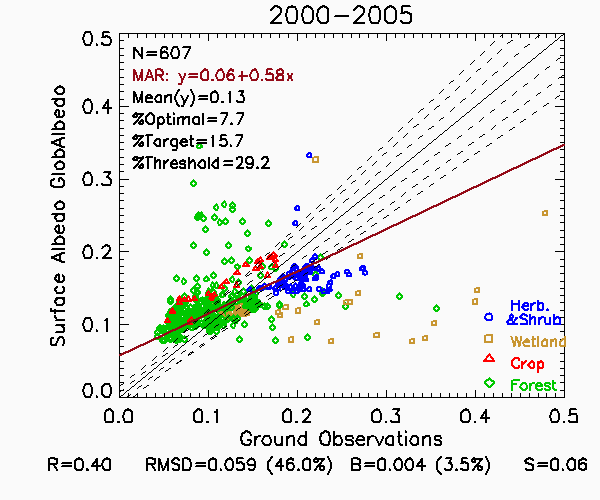 2000-2005
Surface Albedo GlobAlbedo
0.5
0.4
0.3
0.2
0.1
0.0
N=607
MAR: y=0.06+0.58x
Mean(y)=0.13
%Optimal=7.7
%Target=15.7
%Threshold=29.2
Herb.
&Shrub
Wetland
Crop
Forest
0.0 0.1 0.2 0.3 0.4 0.5
Ground Observations
R=0.40 RMSD=0.059 (46.0%) B=0.004 (3.5%) S=0.06